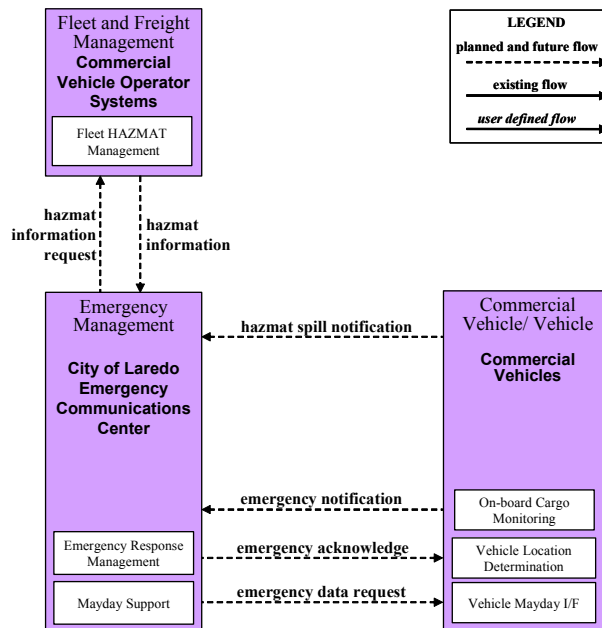 Fleet and Freight
Management
Commercial
Vehicle Operator
Systems
Fleet HAZMAT
Management
LEGEND
planned and future flow
existing flow
user defined flow
hazmat
information
request
hazmat
information
Emergency
Management
City of Laredo
Emergency
Communications
Center
Emergency Response
Management
Mayday Support
hazmat spill notification
emergency notification
emergency acknowledge
emergency data request
Commercial
Vehicle/ Vehicle
Commercial
Vehicles
On-board Cargo
Monitoring
Vehicle Location
Determination
Vehicle Mayday I/F